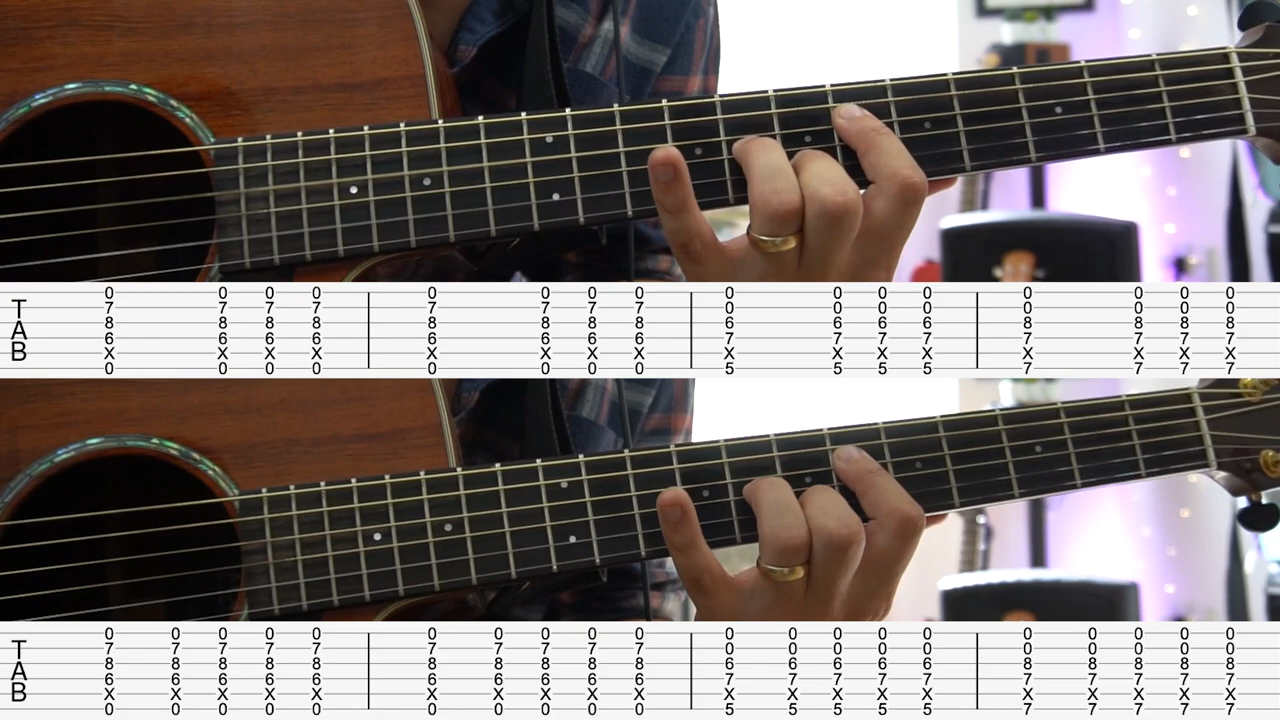 0 0 0 0 0 0 0 0 0 0 0 0 0 0 0 0
T 7 7 7 7 7 7 7 7 0 0 0 0 0 0 0 0
8 8 8 8 8 8 8 8 6 6 6 6 8 8 8 8
A 6 6 6 6 6 6 6 6 7 7 7 7 7 7 7 7
B X X X X X X X X X X X X X X X X
0 0 0 0 0 0 0 0 5 5 5 5 7 7 7 7
0 0 0 0 0 0 0 0 0 0 0 0 0 0 0 0 0 0 0 0
T 7 7 7 7 7 7 7 7 7 7 0 0 0 0 0 0 0 0 0 0
8 8 8 8 8 8 8 8 8 8 6 6 6 6 6 8 8 8 8 8
A 6 6 6 6 6 6 6 6 6 6 7 7 7 7 7 7 7 7 7 7
B X X X X X X X X X X X X X X X X X X X X
0 0 0 0 0 0 0 0 0 0 5 5 5 5 5 7 7 7 7 7